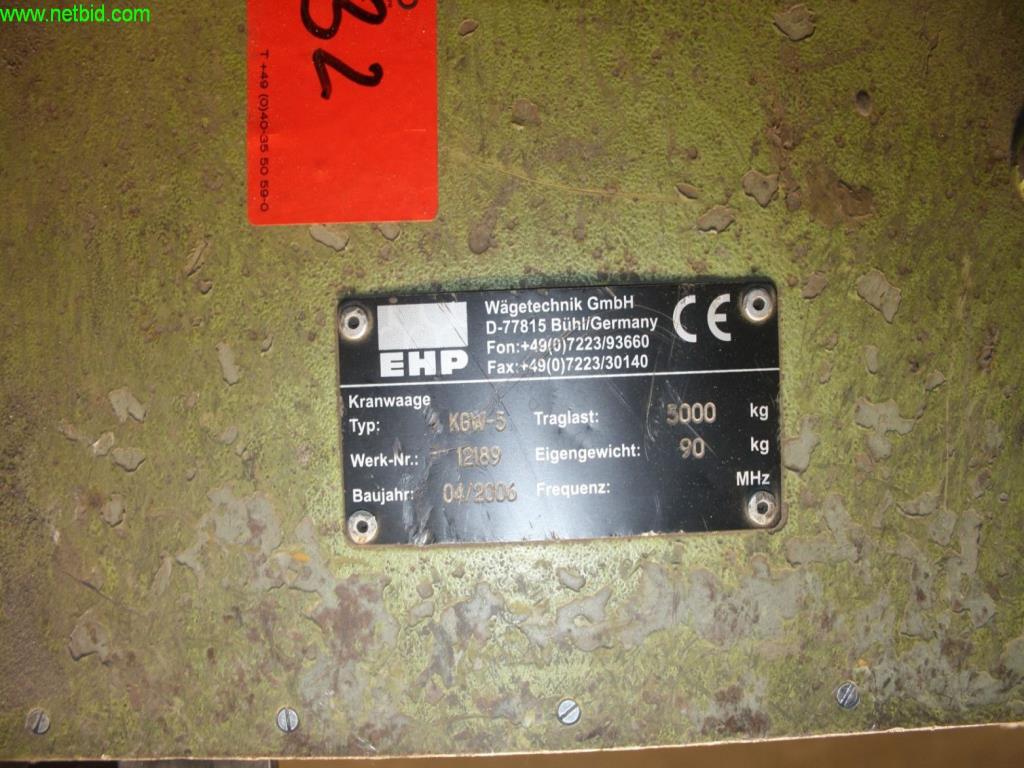 www.netbid.com
32
T ++49 (0)40-35 50 59-0
EHP
Wägetechnik GmbH
D-77815 Bühl/Germany
Fon:+49(0)7223/93660
Fax:+49(0)7223/30140
CE
Kranwaage
Typ: KGW-5 Traglast: 5000 kg
Werk-Nr.: 12189 Eigengewicht: 90 kg
Baujahr: 04/2006 Frequenz: MHz